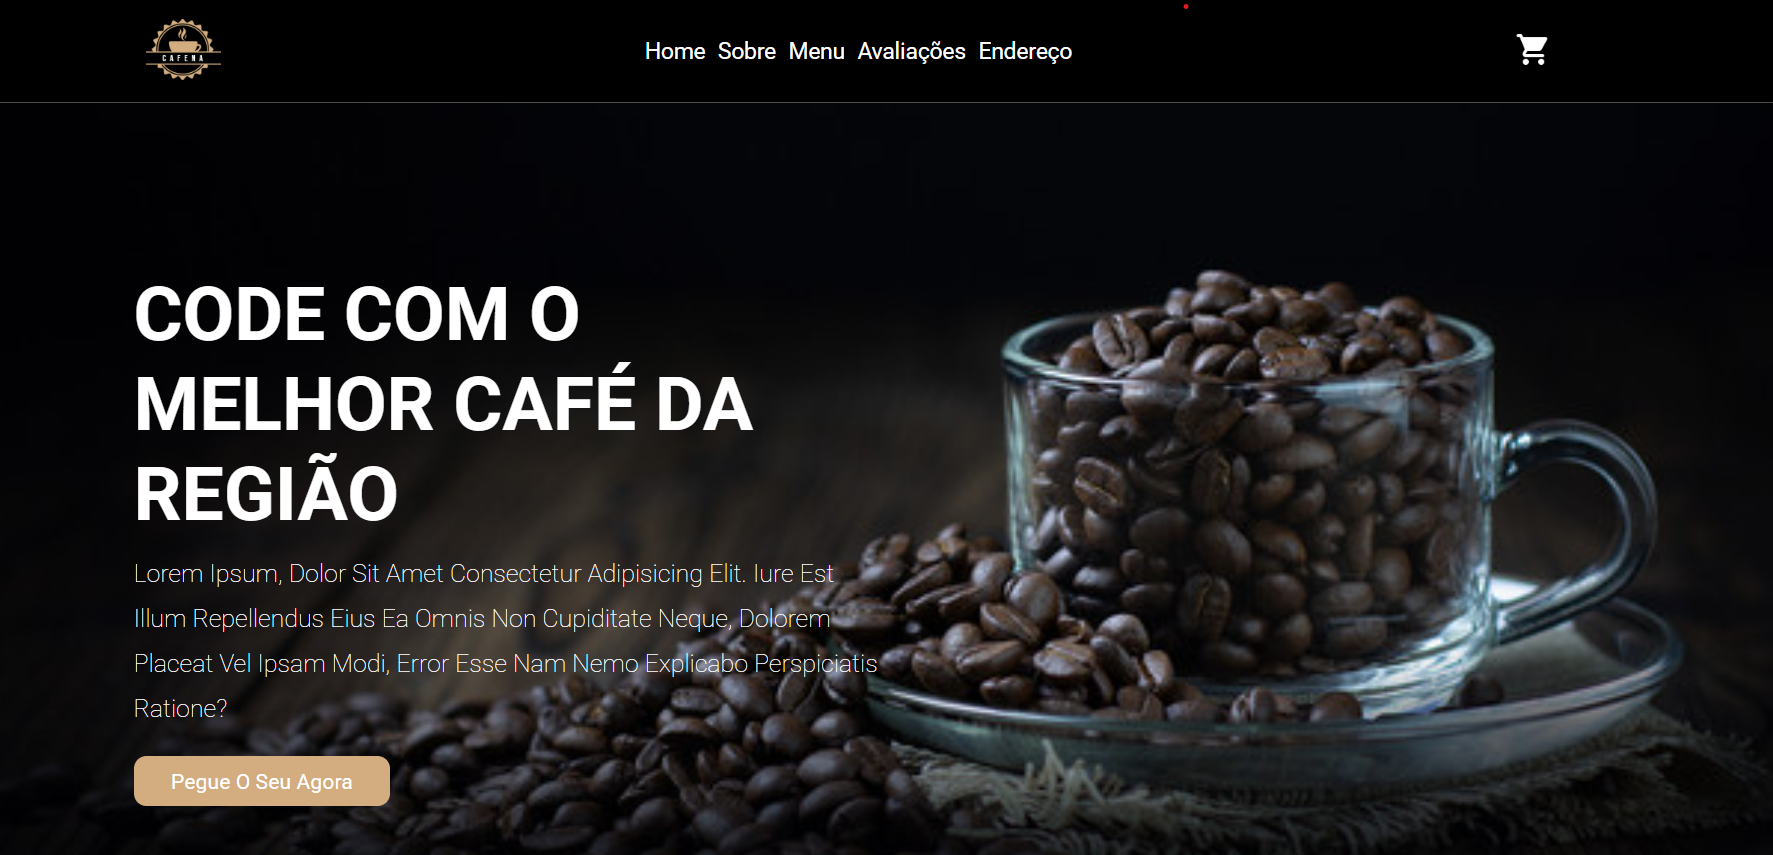 CAFENA
Home Sobre Menu Avaliações Endereço
CODE COM O
MELHOR CAFÉ DA
REGIÃO
Lorem Ipsum, Dolor Sit Amet Consectetur Adipisicing Elit. Iure Est
Illum Repellendus Eius Ea Omnis Non Cupiditate Neque, Dolorem
Placeat Vel Ipsam Modi, Error Esse Nam Nemo Explicabo Perspiciatis
Ratione?
Pegue O Seu Agora